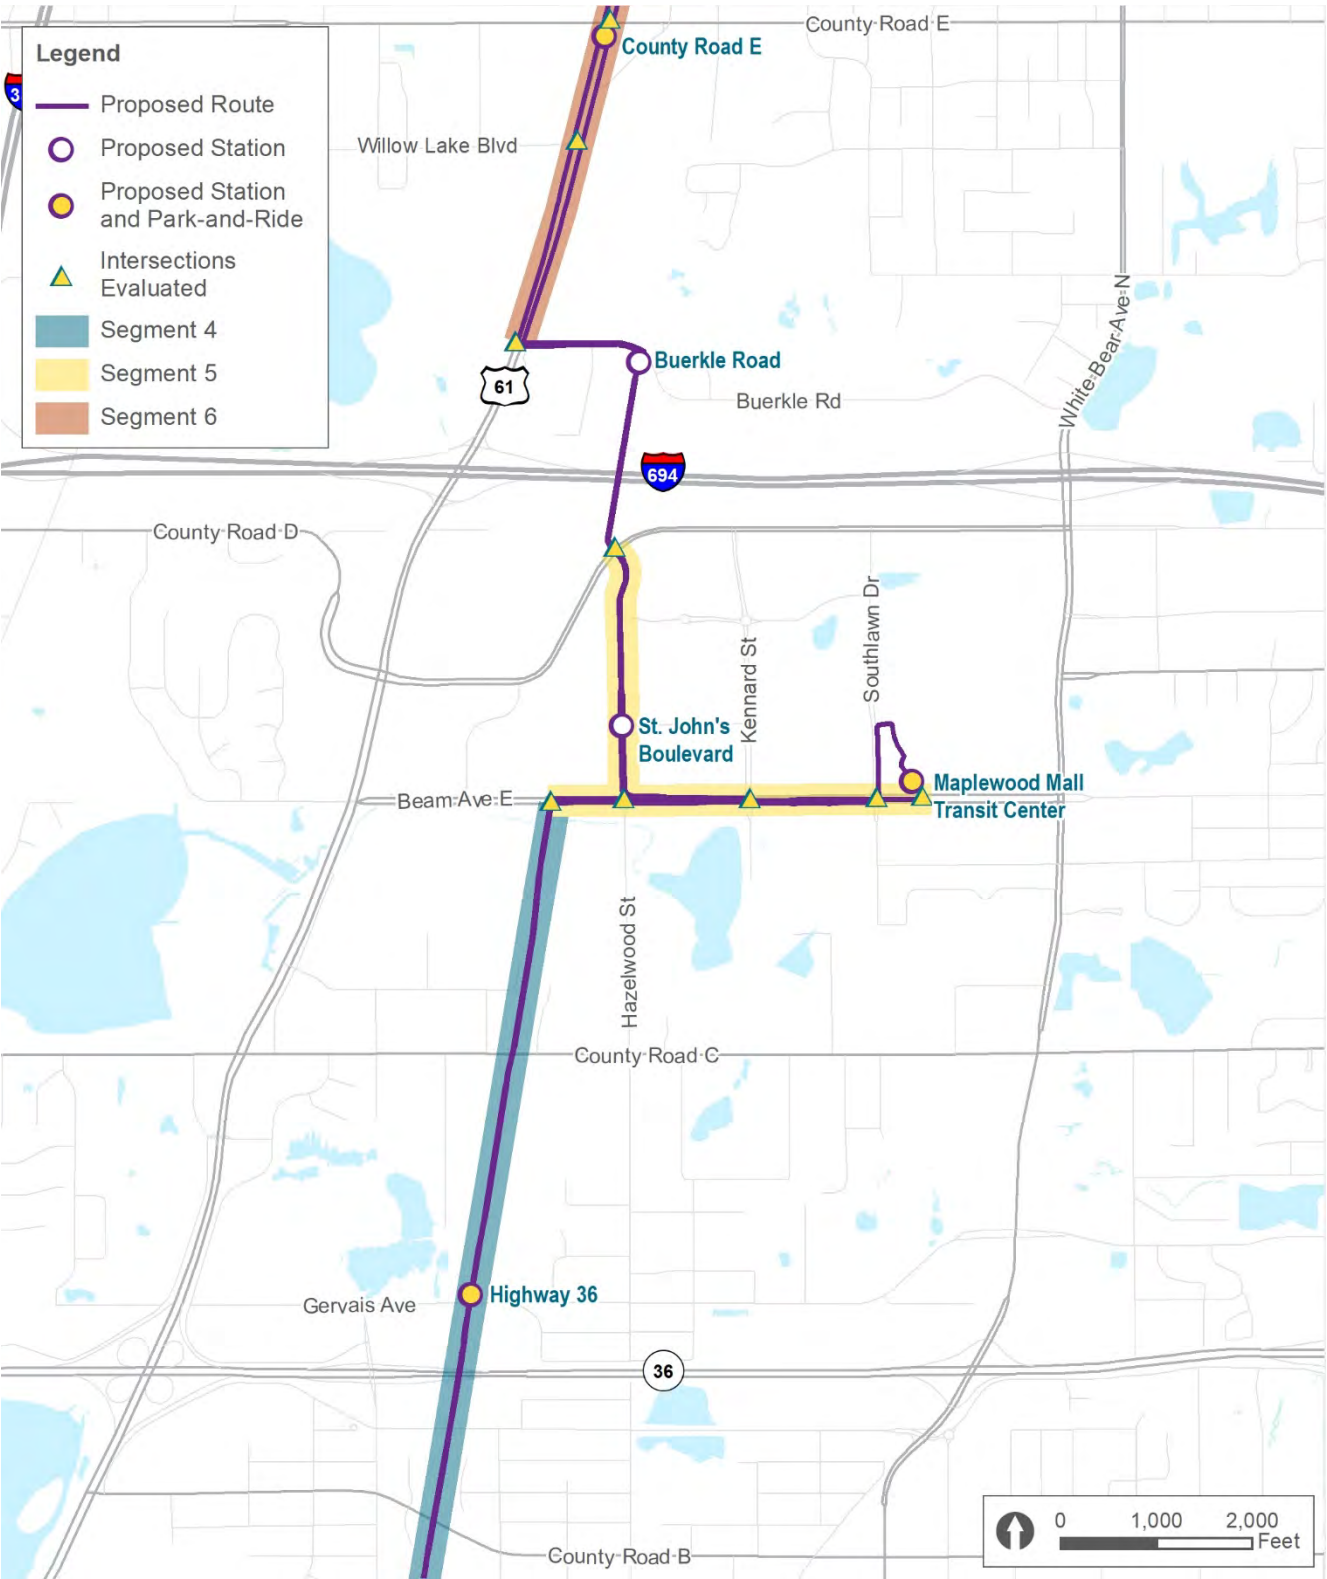 County Road E
Legend
County Road E
3
Proposed Route
Willow Lake Blvd
Proposed Station
Proposed Station
and Park-and-Ride
Intersections
Evaluated
Segment 4
Segment 5
Segment 6
Buerkle Road
61
Buerkle Rd
White Bear Ave N
694
County Road D
Southlawn Dr
Kennard St
St. John's
Boulevard
Maplewood Mall
Transit Center
Beam Ave E
Hazelwood St
County Road C
Highway 36
Gervais Ave
36
0 1,000 2,000
Feet
County Road B